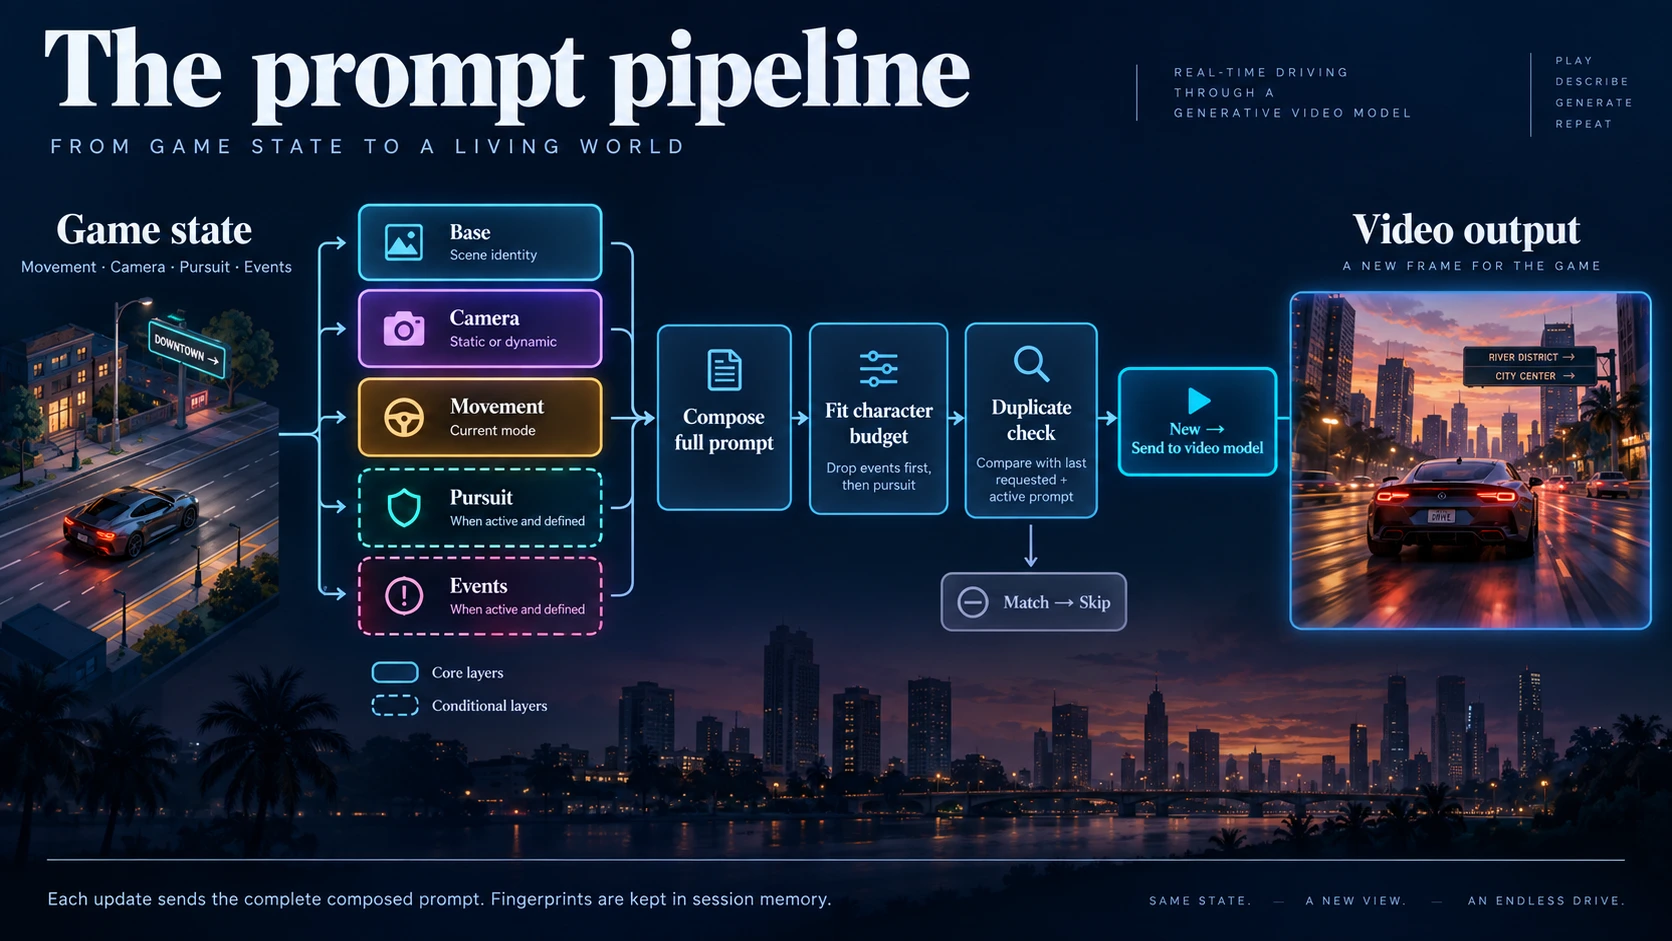 The prompt pipeline
FROM GAME STATE TO A LIVING WORLD
REAL-TIME DRIVING
THROUGH A
GENERATIVE VIDEO MODEL
PLAY
DESCRIBE
GENERATE
REPEAT
Game state
Movement · Camera · Pursuit · Events
DOWNTOWN →
Base
Scene identity
Camera
Static or dynamic
Movement
Current mode
Pursuit
When active and defined
Events
When active and defined
Core layers
Conditional layers
Compose
full prompt
Fit character
budget
Drop events first,
then pursuit
Duplicate
check
Compare with last
requested +
active prompt
Match → Skip
New →
Send to video model
Video output
A NEW FRAME FOR THE GAME
RIVER DISTRICT →
CITY CENTER →
DRIVE
Each update sends the complete composed prompt. Fingerprints are kept in session memory.
SAME STATE. — A NEW VIEW. — AN ENDLESS DRIVE.